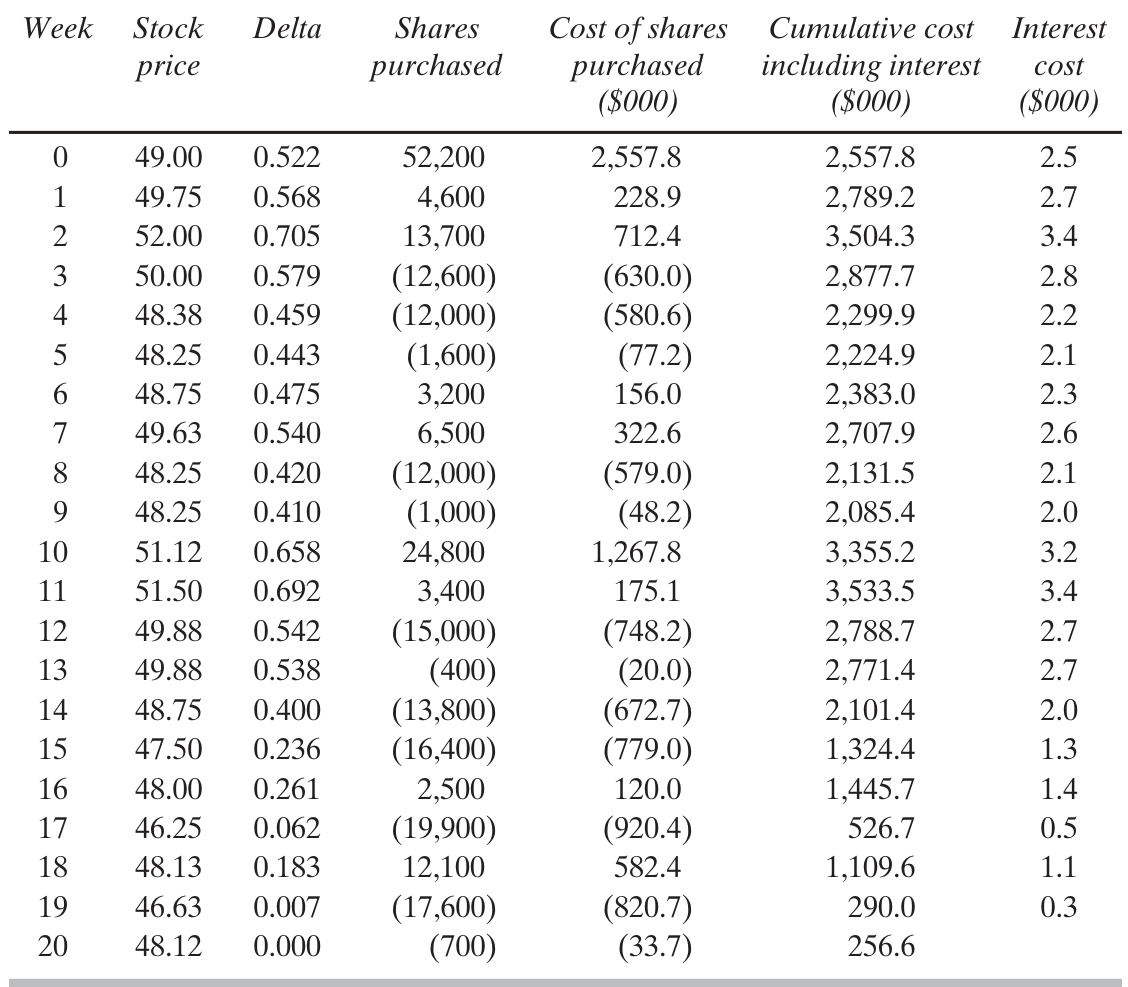 Week Stock Delta Shares Cost of shares Cumulative cost Interest
price purchased purchased including interest cost
($000) ($000) ($000)
0 49.00 0.522 52,200 2,557.8 2,557.8 2.5
1 49.75 0.568 4,600 228.9 2,789.2 2.7
2 52.00 0.705 13,700 712.4 3,504.3 3.4
3 50.00 0.579 (12,600) (630.0) 2,877.7 2.8
4 48.38 0.459 (12,000) (580.6) 2,299.9 2.2
5 48.25 0.443 (1,600) (77.2) 2,224.9 2.1
6 48.75 0.475 3,200 156.0 2,383.0 2.3
7 49.63 0.540 6,500 322.6 2,707.9 2.6
8 48.25 0.420 (12,000) (579.0) 2,131.5 2.1
9 48.25 0.410 (1,000) (48.2) 2,085.4 2.0
10 51.12 0.658 24,800 1,267.8 3,355.2 3.2
11 51.50 0.692 3,400 175.1 3,533.5 3.4
12 49.88 0.542 (15,000) (748.2) 2,788.7 2.7
13 49.88 0.538 (400) (20.0) 2,771.4 2.7
14 48.75 0.400 (13,800) (672.7) 2,101.4 2.0
15 47.50 0.236 (16,400) (779.0) 1,324.4 1.3
16 48.00 0.261 2,500 120.0 1,445.7 1.4
17 46.25 0.062 (19,900) (920.4) 526.7 0.5
18 48.13 0.183 12,100 582.4 1,109.6 1.1
19 46.63 0.007 (17,600) (820.7) 290.0 0.3
20 48.12 0.000 (700) (33.7) 256.6